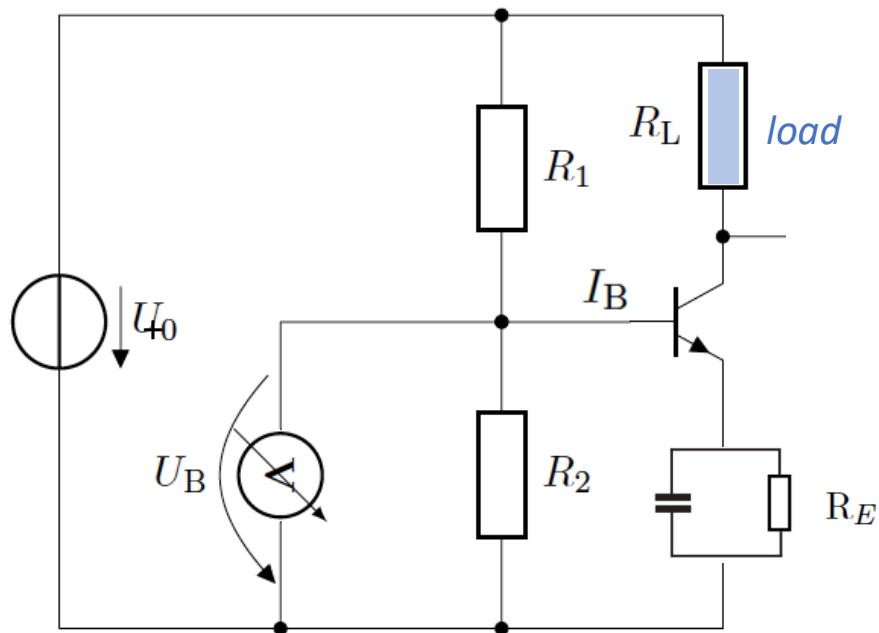 R_L
load
R_1
I_B
U_0
+
U_B
V
R_2
R_E